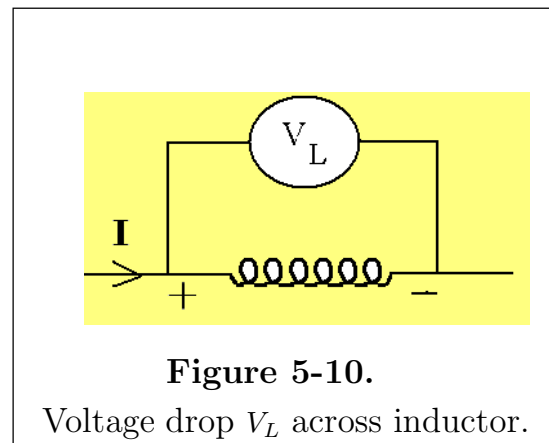 V_L
I
+ −
Figure 5-10.
Voltage drop V_L across inductor.